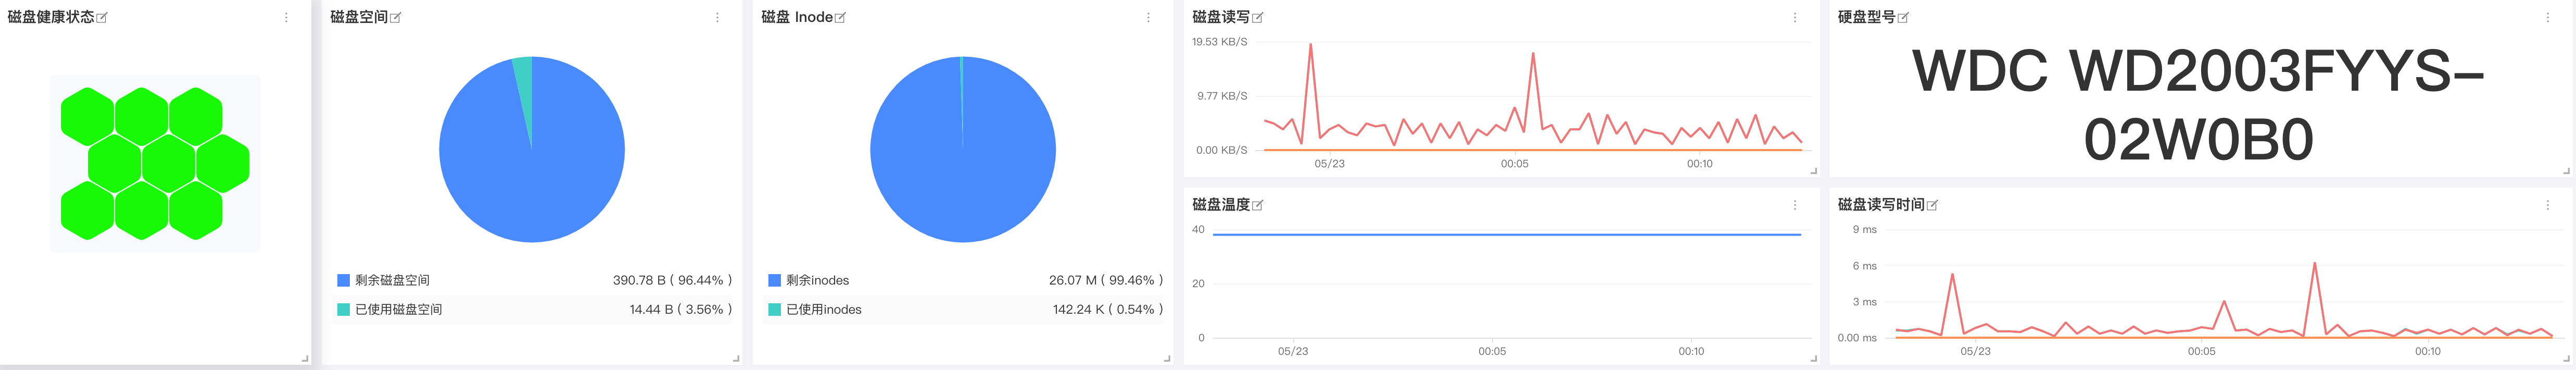 磁盘健康状态
磁盘空间
剩余磁盘空间 390.78 B ( 96.44% )
已使用磁盘空间 14.44 B ( 3.56% )
磁盘 Inode
剩余inodes 26.07 M ( 99.46% )
已使用inodes 142.24 K ( 0.54% )
磁盘读写
19.53 KB/S
9.77 KB/S
0.00 KB/S
05/23 00:05 00:10
硬盘型号
WDC WD2003FYYS-
02W0B0
磁盘温度
40
20
0
05/23 00:05 00:10
磁盘读写时间
9 ms
6 ms
3 ms
0.00 ms
05/23 00:05 00:10